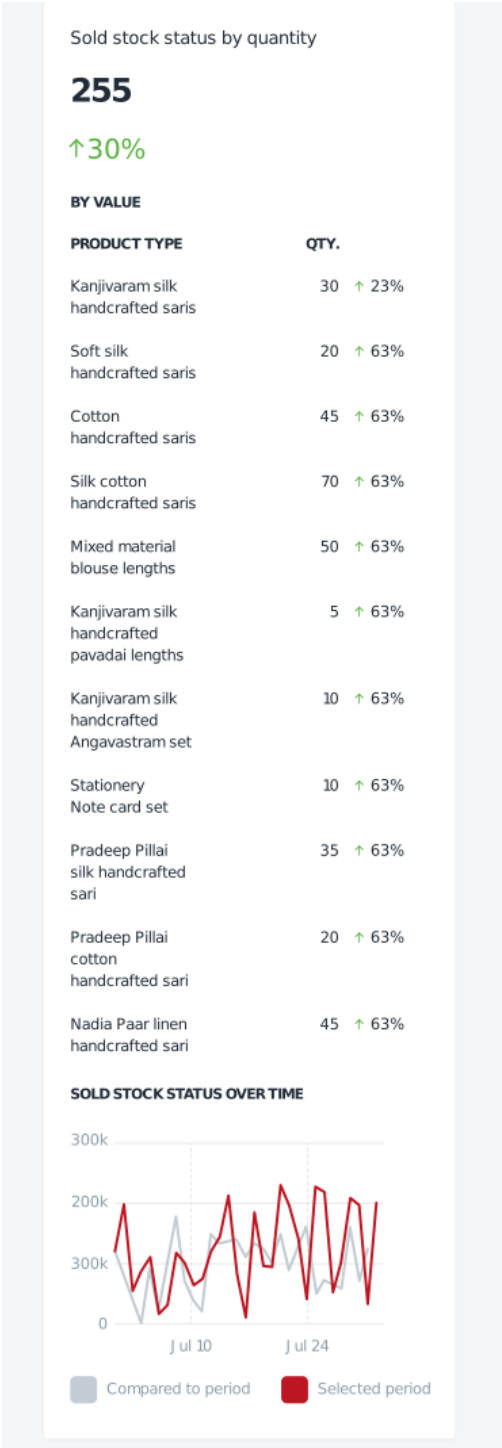 Sold stock status by quantity
255
↑30%
BY VALUE
PRODUCT TYPE QTY.
Kanjivaram silk 30 ↑ 23%
handcrafted saris
Soft silk 20 ↑ 63%
handcrafted saris
Cotton 45 ↑ 63%
handcrafted saris
Silk cotton 70 ↑ 63%
handcrafted saris
Mixed material 50 ↑ 63%
blouse lengths
Kanjivaram silk 5 ↑ 63%
handcrafted
pavadai lengths
Kanjivaram silk 10 ↑ 63%
handcrafted
Angavastram set
Stationery 10 ↑ 63%
Note card set
Pradeep Pillai 35 ↑ 63%
silk handcrafted
sari
Pradeep Pillai 20 ↑ 63%
cotton
handcrafted sari
Nadia Paar linen 45 ↑ 63%
handcrafted sari
SOLD STOCK STATUS OVER TIME
300k
200k
300k
0
Jul 10 Jul 24
Compared to period Selected period